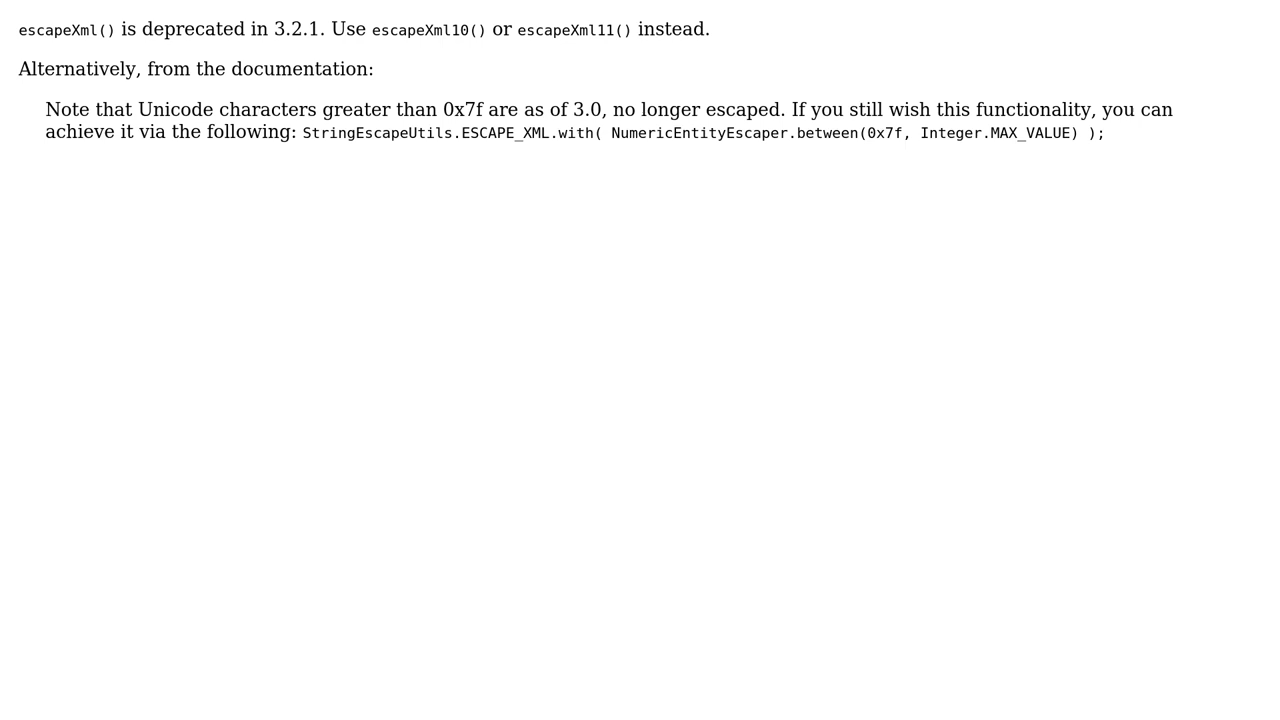 escapeXml() is deprecated in 3.2.1. Use escapeXml10() or escapeXml11() instead.
Alternatively, from the documentation:
Note that Unicode characters greater than 0x7f are as of 3.0, no longer escaped. If you still wish this functionality, you can
achieve it via the following: StringEscapeUtils.ESCAPE_XML.with( NumericEntityEscaper.between(0x7f, Integer.MAX_VALUE) );